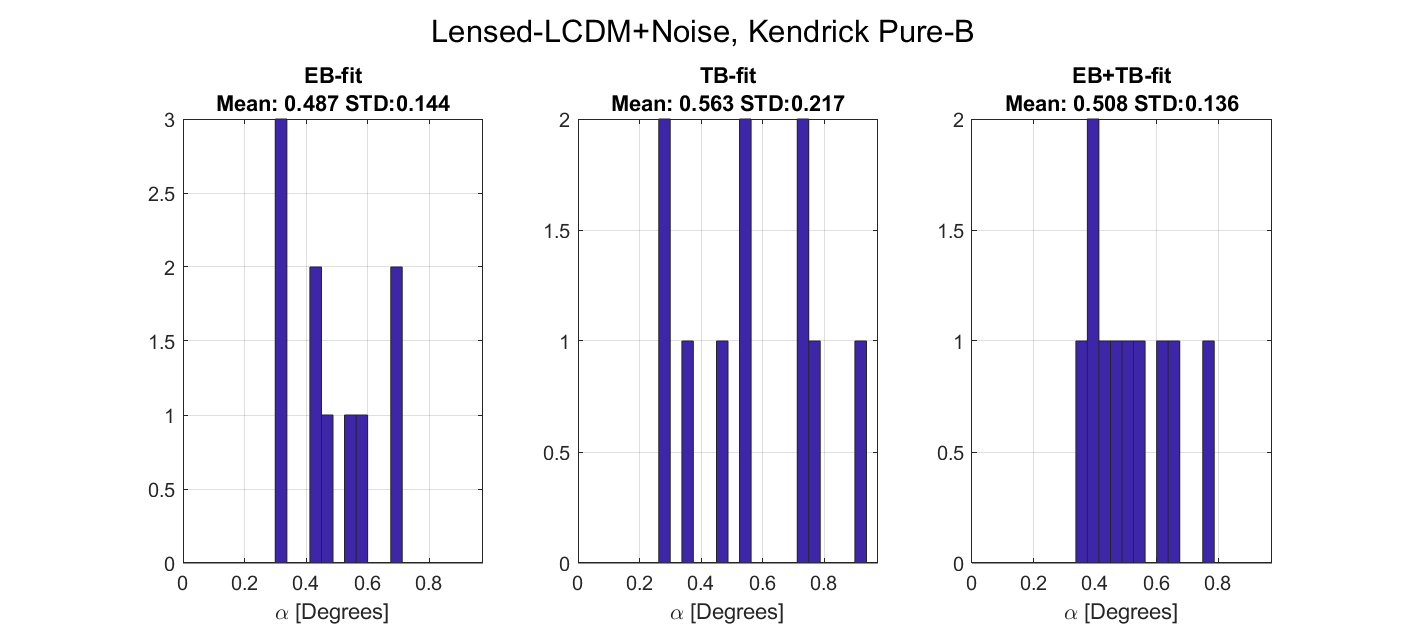 Lensed-LCDM+Noise, Kendrick Pure-B
EB-fit
Mean: 0.487 STD:0.144
3
2.5
2
1.5
1
0.5
0
0 0.2 0.4 0.6 0.8
α [Degrees]
TB-fit
Mean: 0.563 STD:0.217
2
1.5
1
0.5
0
0 0.2 0.4 0.6 0.8
α [Degrees]
EB+TB-fit
Mean: 0.508 STD:0.136
2
1.5
1
0.5
0
0 0.2 0.4 0.6 0.8
α [Degrees]